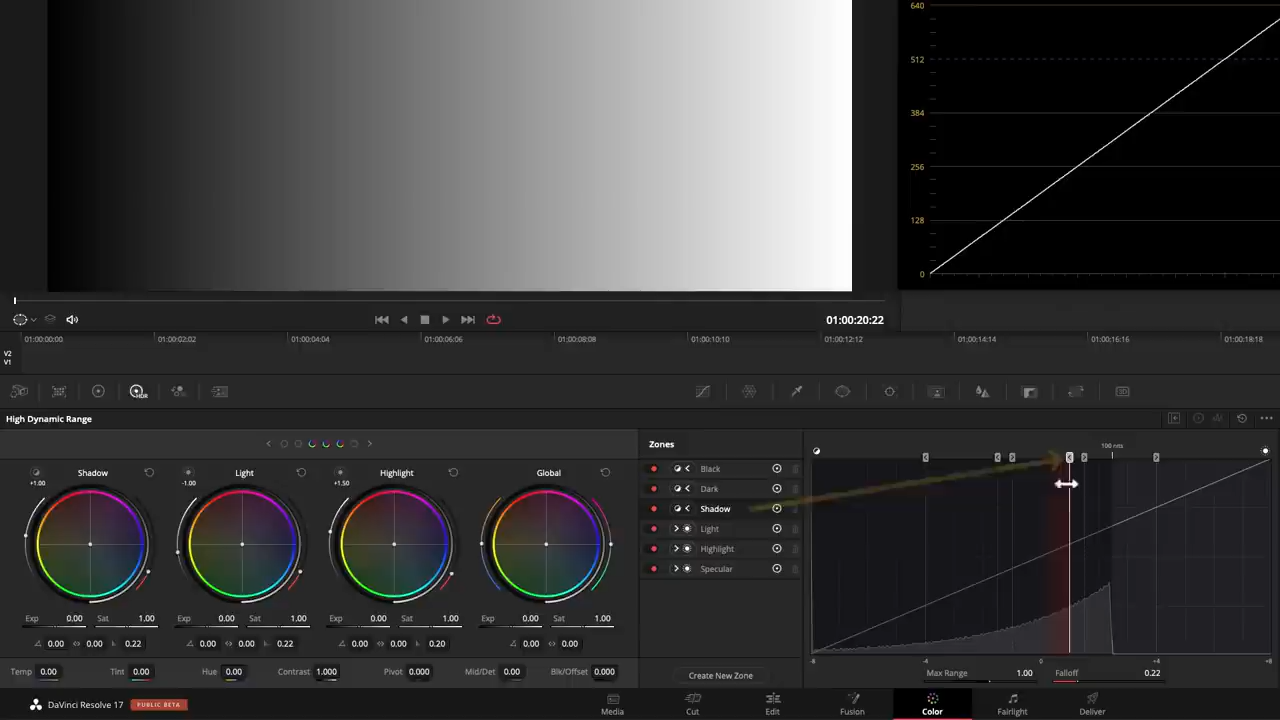 640
512
384
256
128
0
01:00:20:22
01:00:00:00 01:00:02:02 01:00:04:04 01:00:06:06 01:00:08:08 01:00:10:10 01:00:12:12 01:00:14:14 01:00:16:16 01:00:18:18
V2
V1
HDR
High Dynamic Range
Shadow Light Highlight Global
+1.00 -1.00 +1.50
Exp 0.00 Sat 1.00 Exp 0.00 Sat 1.00 Exp 0.00 Sat 1.00 Exp 0.00 Sat 1.00
0.00 0.00 0.22 0.00 0.00 0.22 0.00 0.00 0.20 0.00 0.00
Temp 0.00 Tint 0.00 Hue 0.00 Contrast 1.000 Pivot 0.000 Mid/Det 0.00 Blk/Offset 0.000
Zones
Black
Dark
Shadow
Light
Highlight
Specular
Create New Zone
100 nits
-8 -4 0 +4 +8
Max Range 1.00 Falloff 0.22
DaVinci Resolve 17 PUBLIC BETA
Media Cut Edit Fusion Color Fairlight Deliver